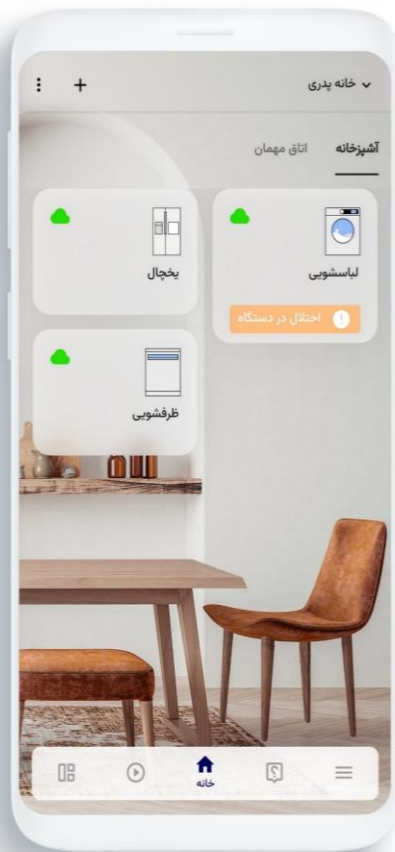 خانه پدری
آشپزخانه
اتاق مهمان
لباسشویی
اختلال در دستگاه
یخچال
ظرفشویی
خانه